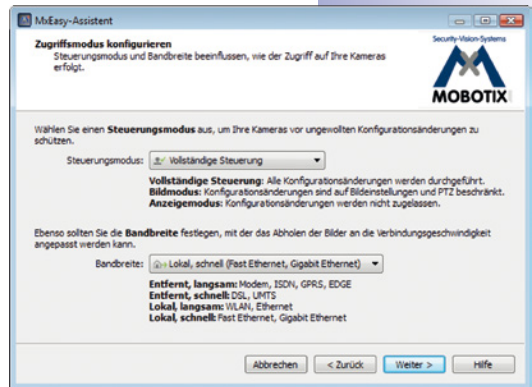 MxEasy-Assistent
Zugriffsmodus konfigurieren
Steuerungsmodus und Bandbreite beeinflussen, wie der Zugriff auf Ihre Kameras
erfolgt.
Security-Vision-Systems
MOBOTIX
Wählen Sie einen Steuerungsmodus aus, um Ihre Kameras vor ungewollten Konfigurationsänderungen zu
schützen.
Steuerungsmodus: Vollständige Steuerung
Vollständige Steuerung: Alle Konfigurationsänderungen werden durchgeführt.
Bildmodus: Konfigurationsänderungen sind auf Bildeinstellungen und PTZ beschränkt.
Anzeigemodus: Konfigurationsänderungen werden nicht zugelassen.
Ebenso sollten Sie die Bandbreite festlegen, mit der das Abholen der Bilder an die Verbindungsgeschwindigkeit
angepasst werden kann.
Bandbreite: Lokal, schnell (Fast Ethernet, Gigabit Ethernet)
Entfernt, langsam: Modem, ISDN, GPRS, EDGE
Entfernt, schnell: DSL, UMTS
Lokal, langsam: WLAN, Ethernet
Lokal, schnell: Fast Ethernet, Gigabit Ethernet
Abbrechen < Zurück Weiter > Hilfe